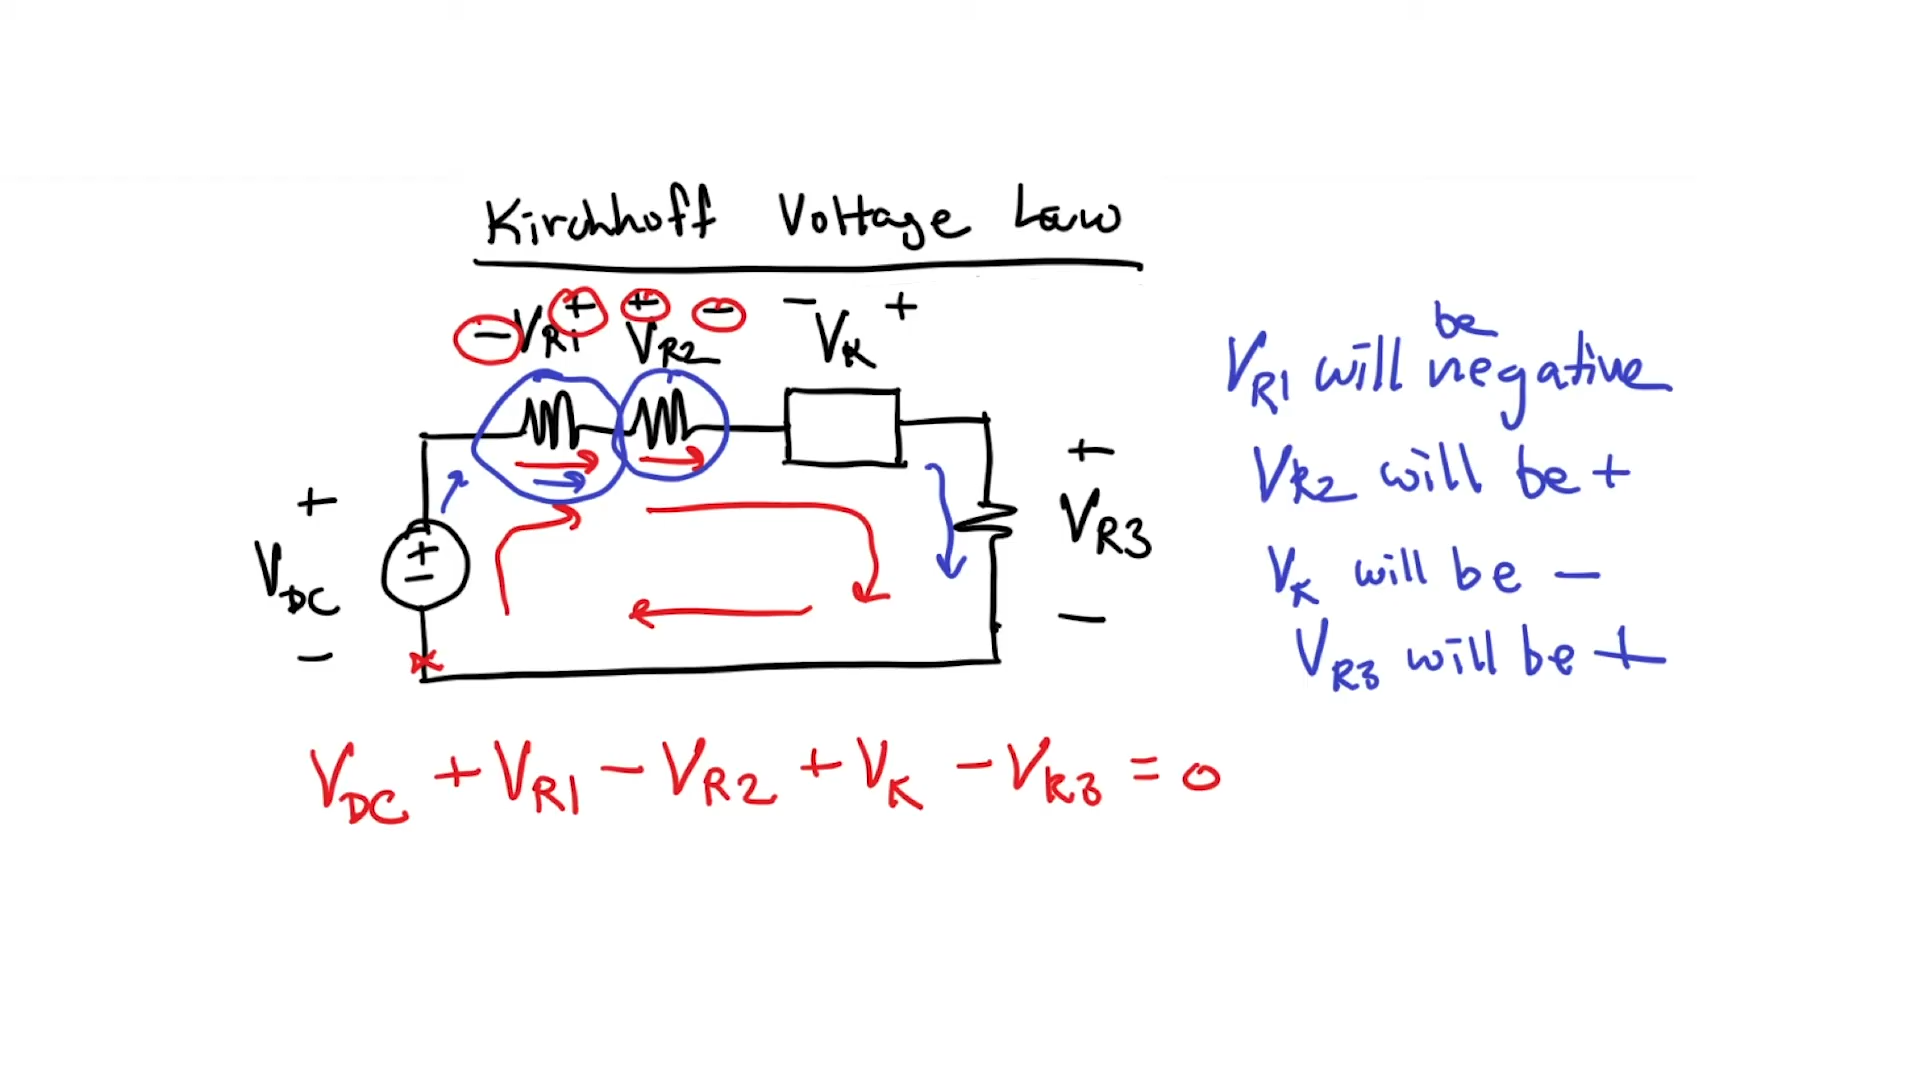 Kirchhoff Voltage Law
− VR1 + + VR2 − − VK +
+ VDC −
+ −
+ VR3 −
VR1 will be negative
VR2 will be +
VK will be −
VR3 will be +
VDC + VR1 − VR2 + VK − VR3 = 0